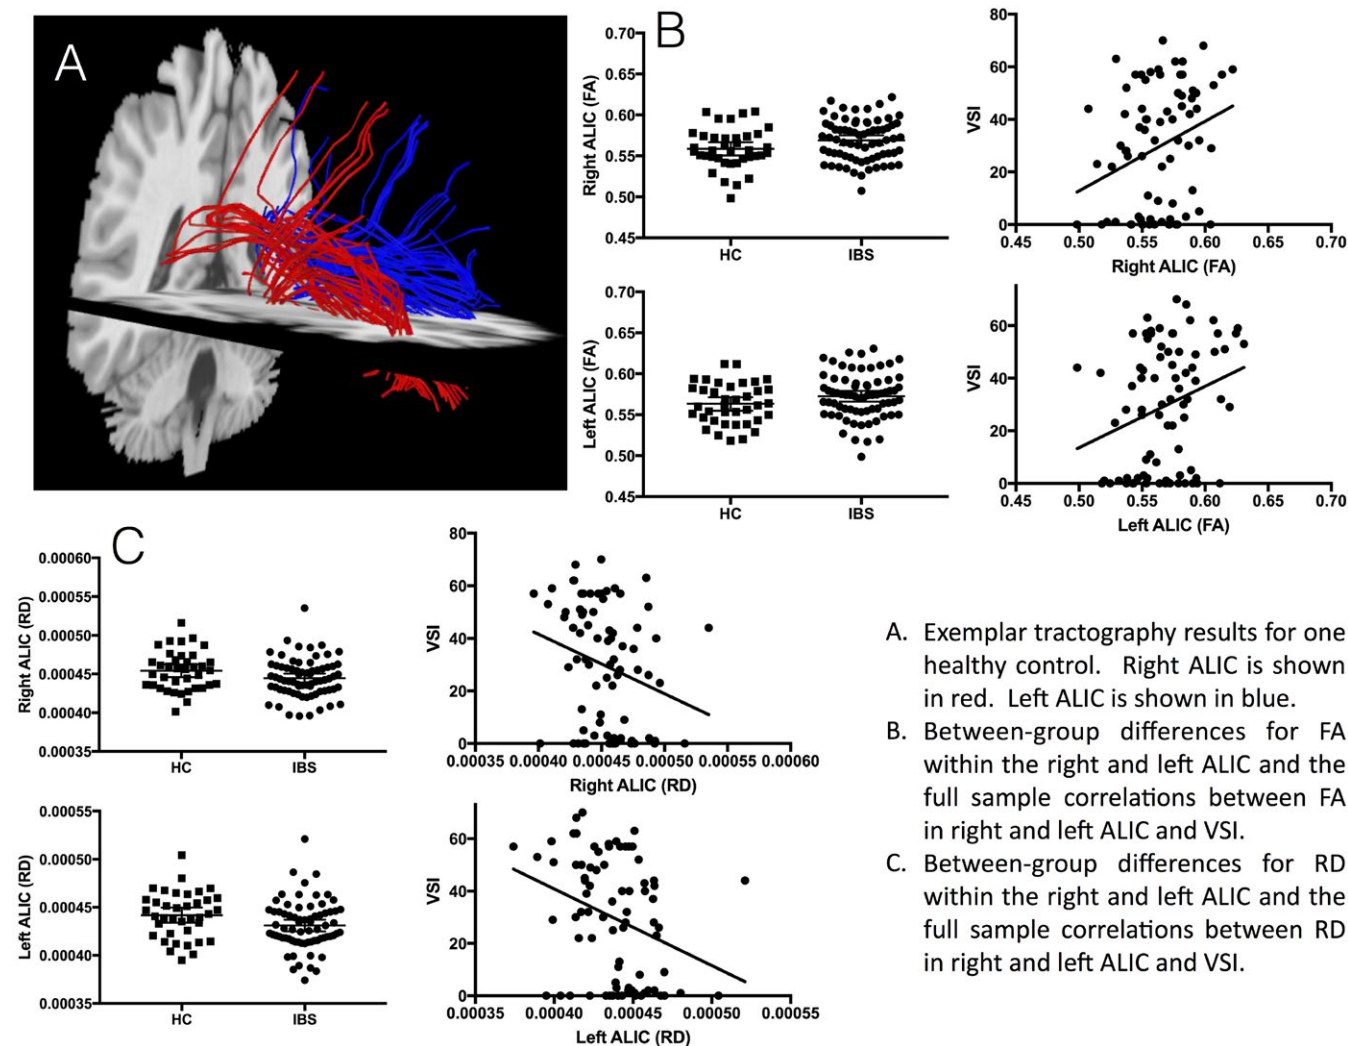 A
B
0.70
0.65
0.60
0.55
0.50
0.45
Right ALIC (FA)
HC
IBS
80
60
40
20
0
VSI
0.45
0.50
0.55
0.60
0.65
0.70
Right ALIC (FA)
0.70
0.65
0.60
0.55
0.50
0.45
Left ALIC (FA)
HC
IBS
60
40
20
0
VSI
0.45
0.50
0.55
0.60
0.65
0.70
Left ALIC (FA)
C
0.00060
0.00055
0.00050
0.00045
0.00040
0.00035
Right ALIC (RD)
HC
IBS
80
60
40
20
0
VSI
0.00035
0.00040
0.00045
0.00050
0.00055
0.00060
Right ALIC (RD)
0.00055
0.00050
0.00045
0.00040
0.00035
Left ALIC (RD)
HC
IBS
60
40
20
0
VSI
0.00035
0.00040
0.00045
0.00050
0.00055
Left ALIC (RD)
A. Exemplar tractography results for one
healthy control. Right ALIC is shown
in red. Left ALIC is shown in blue.
B. Between-group differences for FA
within the right and left ALIC and the
full sample correlations between FA
in right and left ALIC and VSI.
C. Between-group differences for RD
within the right and left ALIC and the
full sample correlations between RD
in right and left ALIC and VSI.